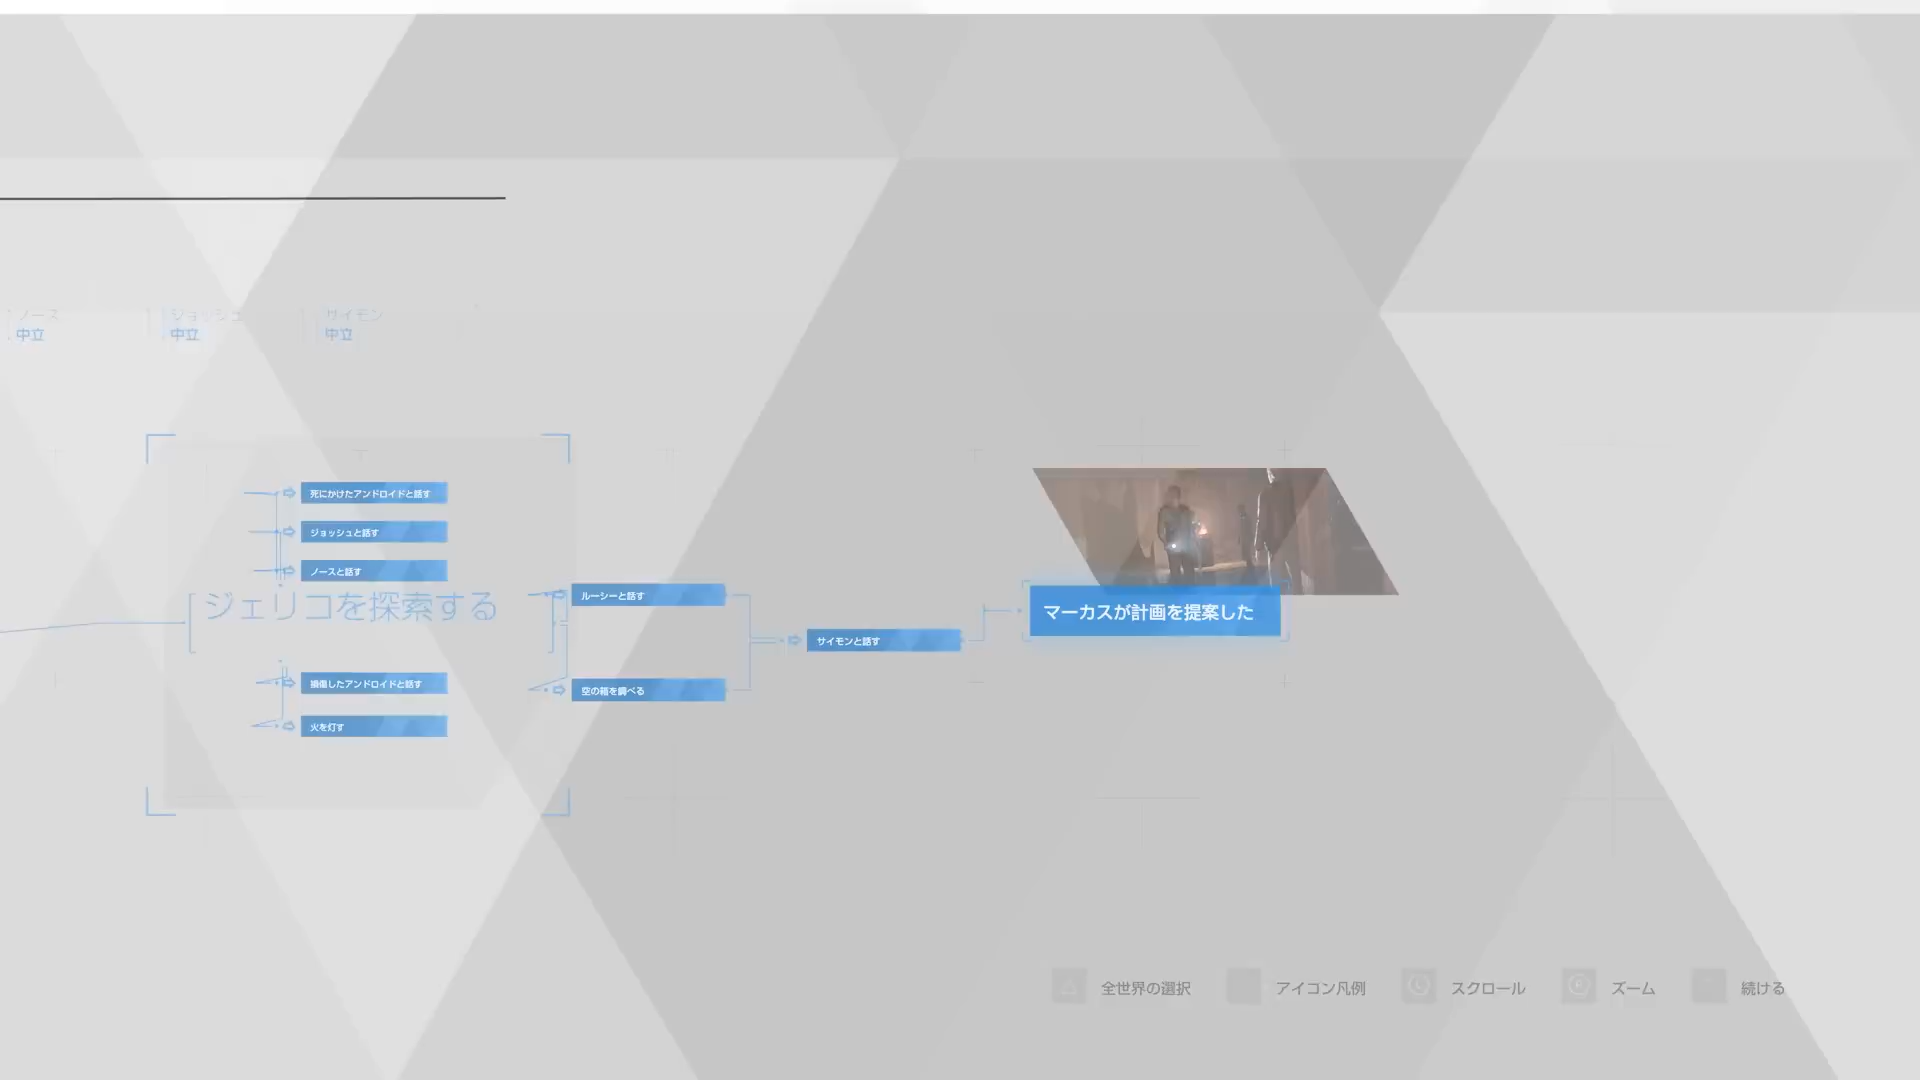 ノース
中立
ジョッシュ
中立
サイモン
中立
死にかけたアンドロイドと話す
ジョッシュと話す
ノースと話す
ジェリコを探索する
損傷したアンドロイドと話す
火を灯す
ルーシーと話す
空の箱を調べる
サイモンと話す
マーカスが計画を提案した
全世界の選択
アイコン凡例
スクロール
ズーム
続ける